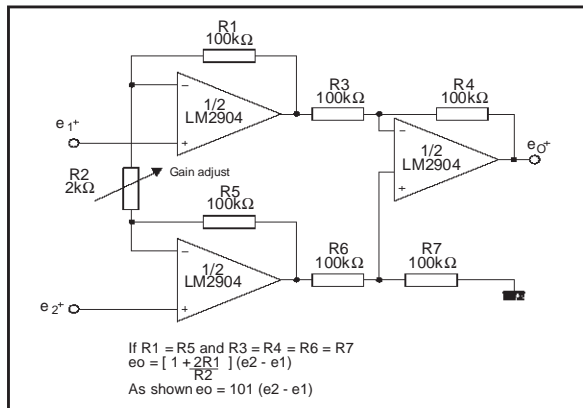 R1
100kΩ
R3
100kΩ
R4
100kΩ
1/2
LM2904
e1+
eO+
1/2
LM2904
R2
2kΩ
Gain adjust
R5
100kΩ
R6
100kΩ
R7
100kΩ
1/2
LM2904
e2+
If R1 = R5 and R3 = R4 = R6 = R7
eo = [ 1 + 2R1/R2 ] (e2 - e1)
As shown eo = 101 (e2 - e1)